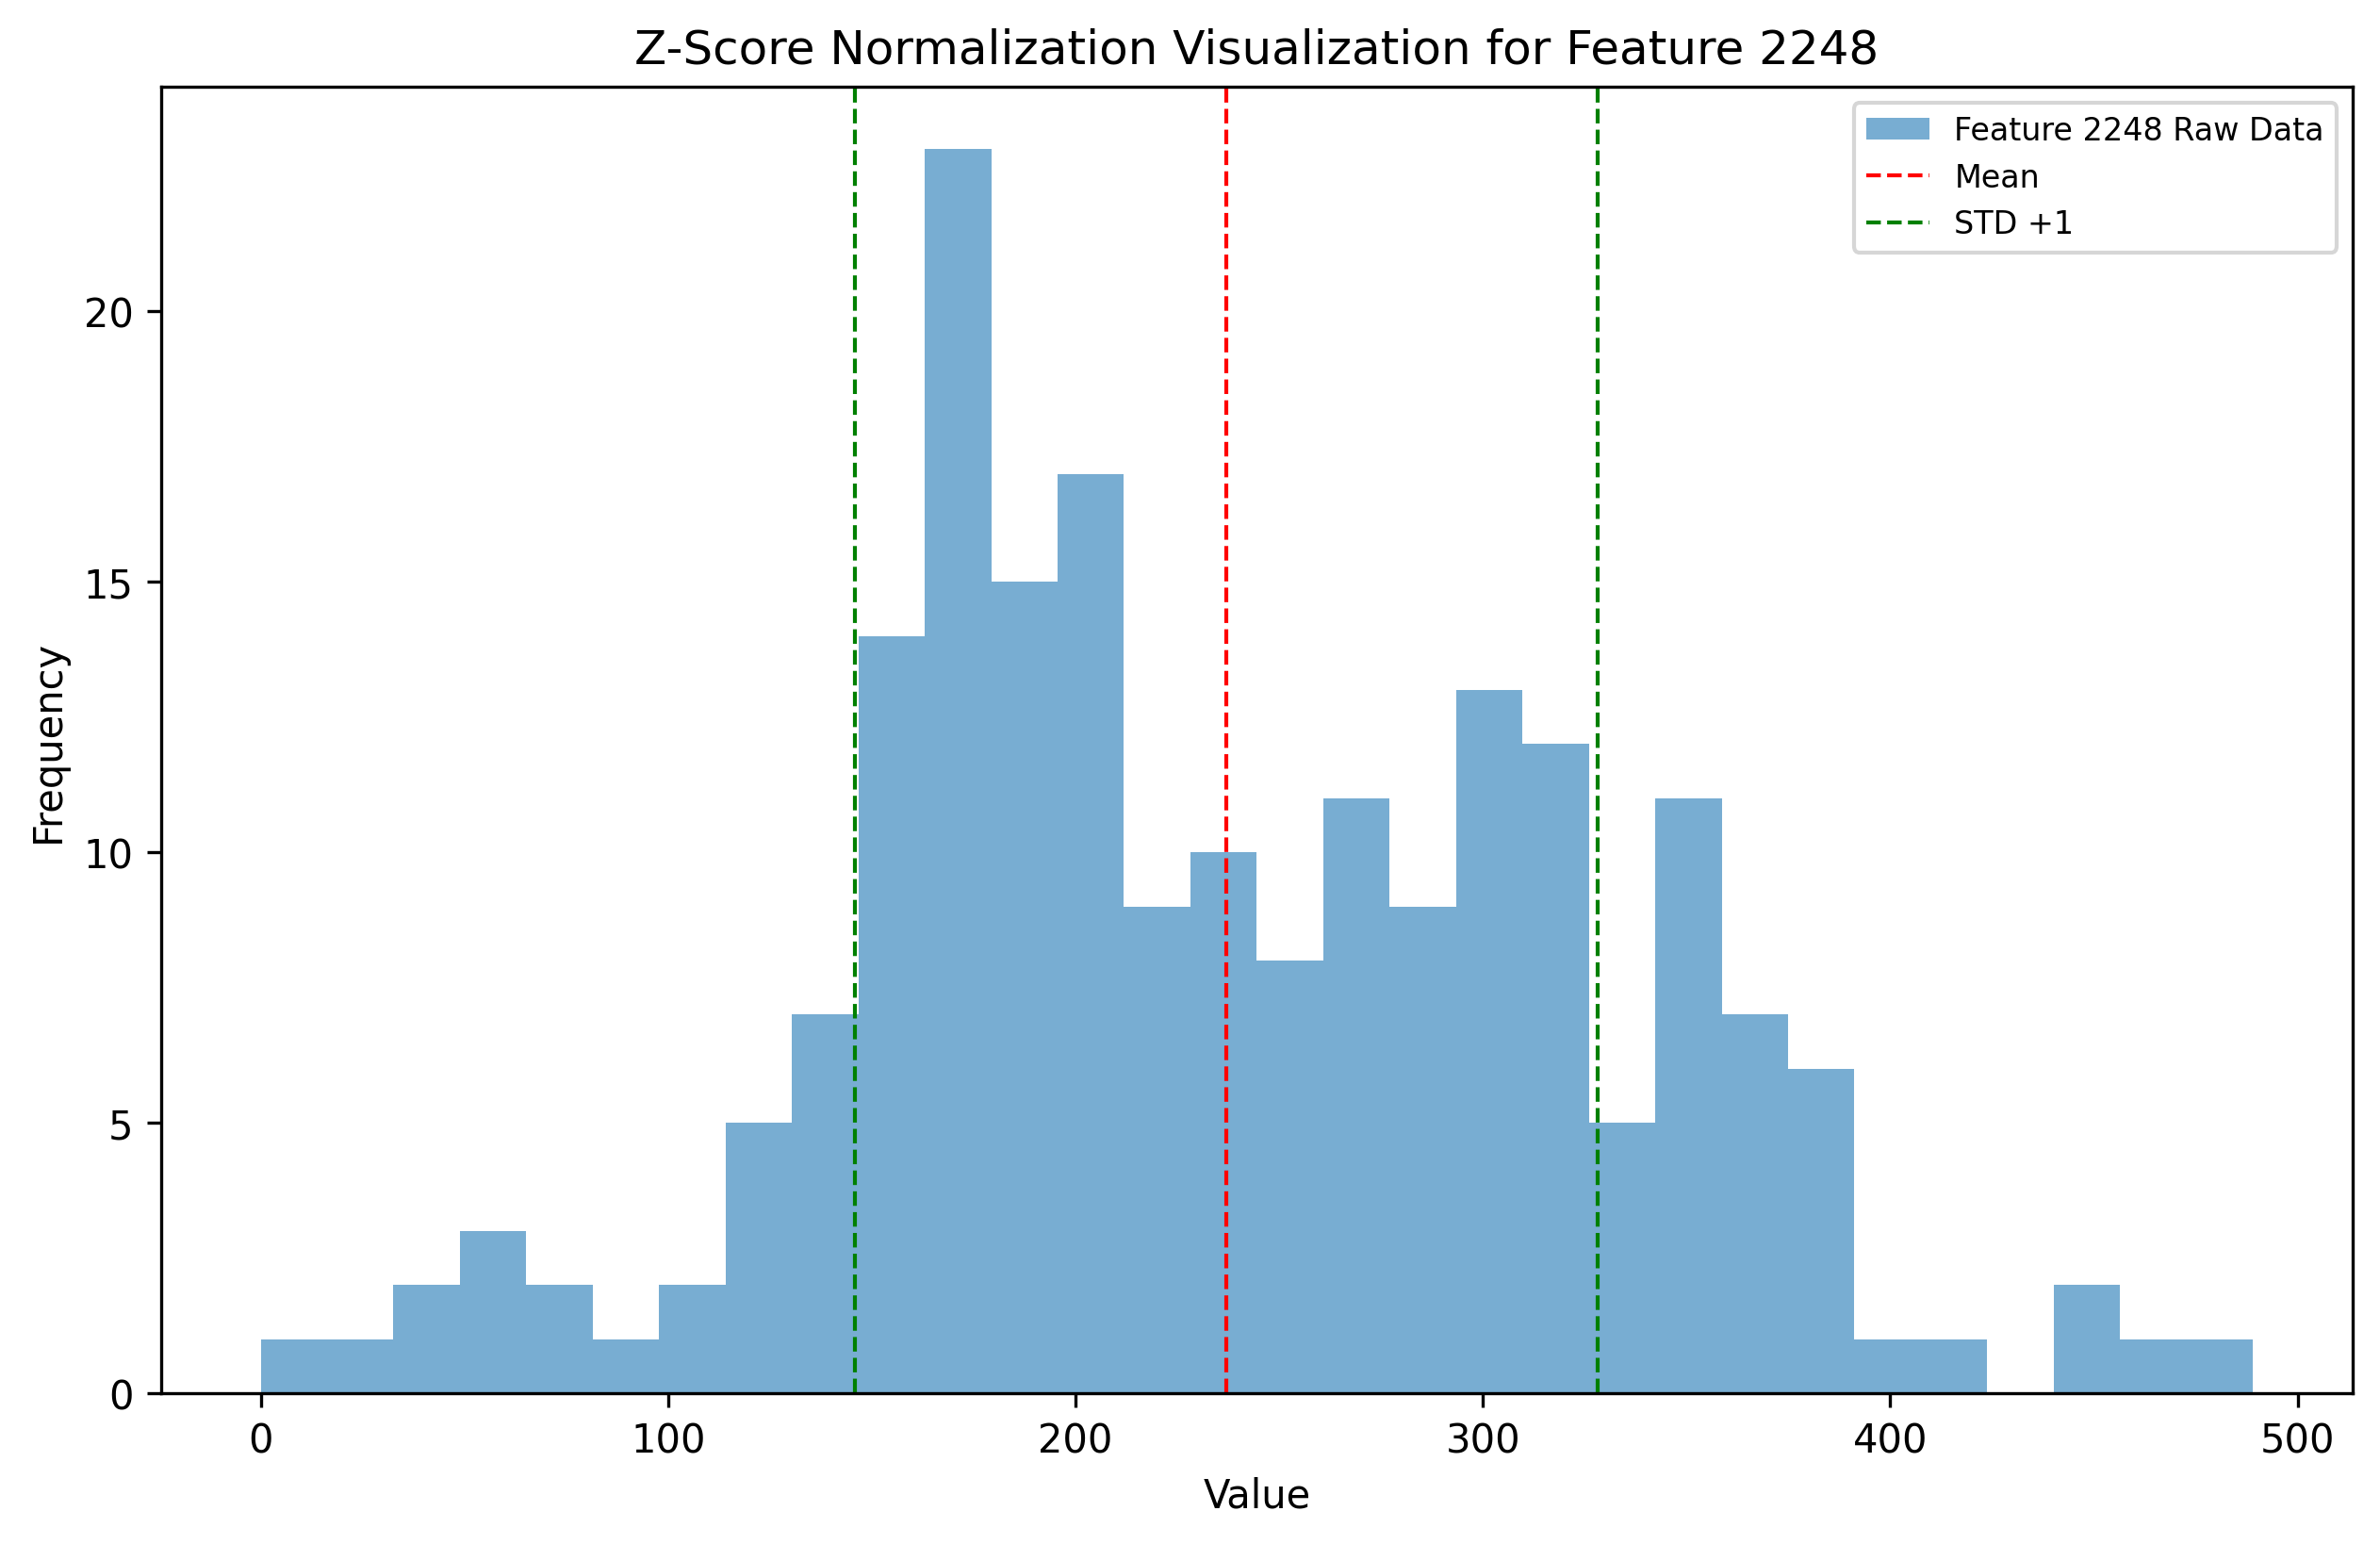 Z-Score Normalization Visualization for Feature 2248
Feature 2248 Raw Data
Mean
STD +1
Frequency
20
15
10
5
0
0 100 200 300 400 500
Value